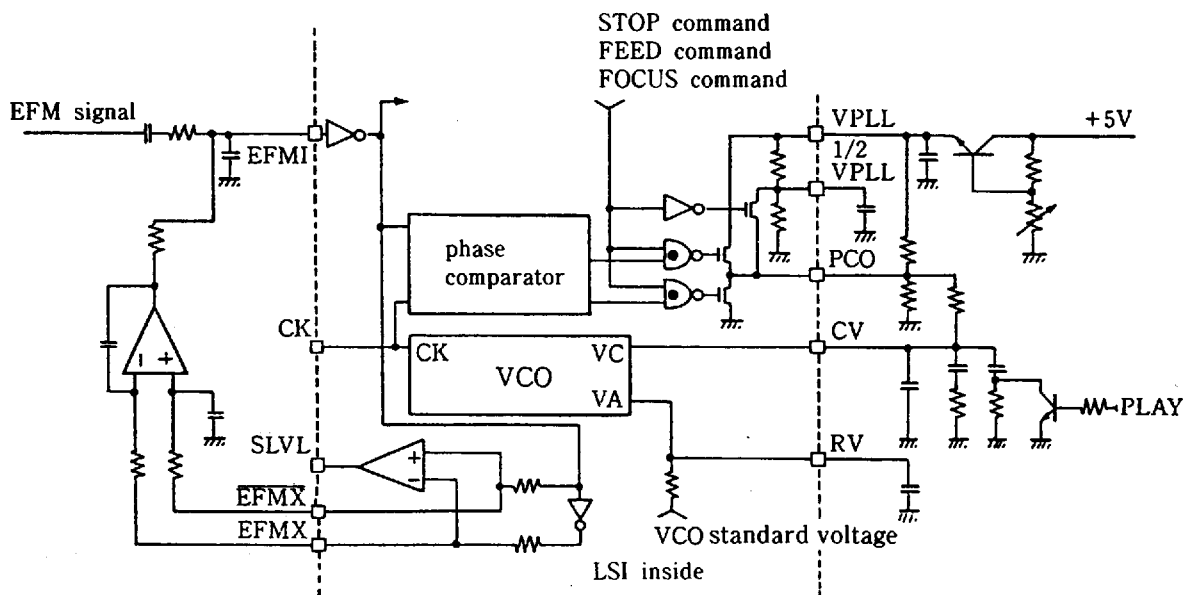 STOP command
FEED command
FOCUS command
EFM signal
EFMI
VPLL
+5V
1/2
VPLL
phase
comparator
PCO
CK
CK
VC
CV
VCO
VA
PLAY
SLVL
+
−
− +
RV
EFMX
EFMX
VCO standard voltage
LSI inside